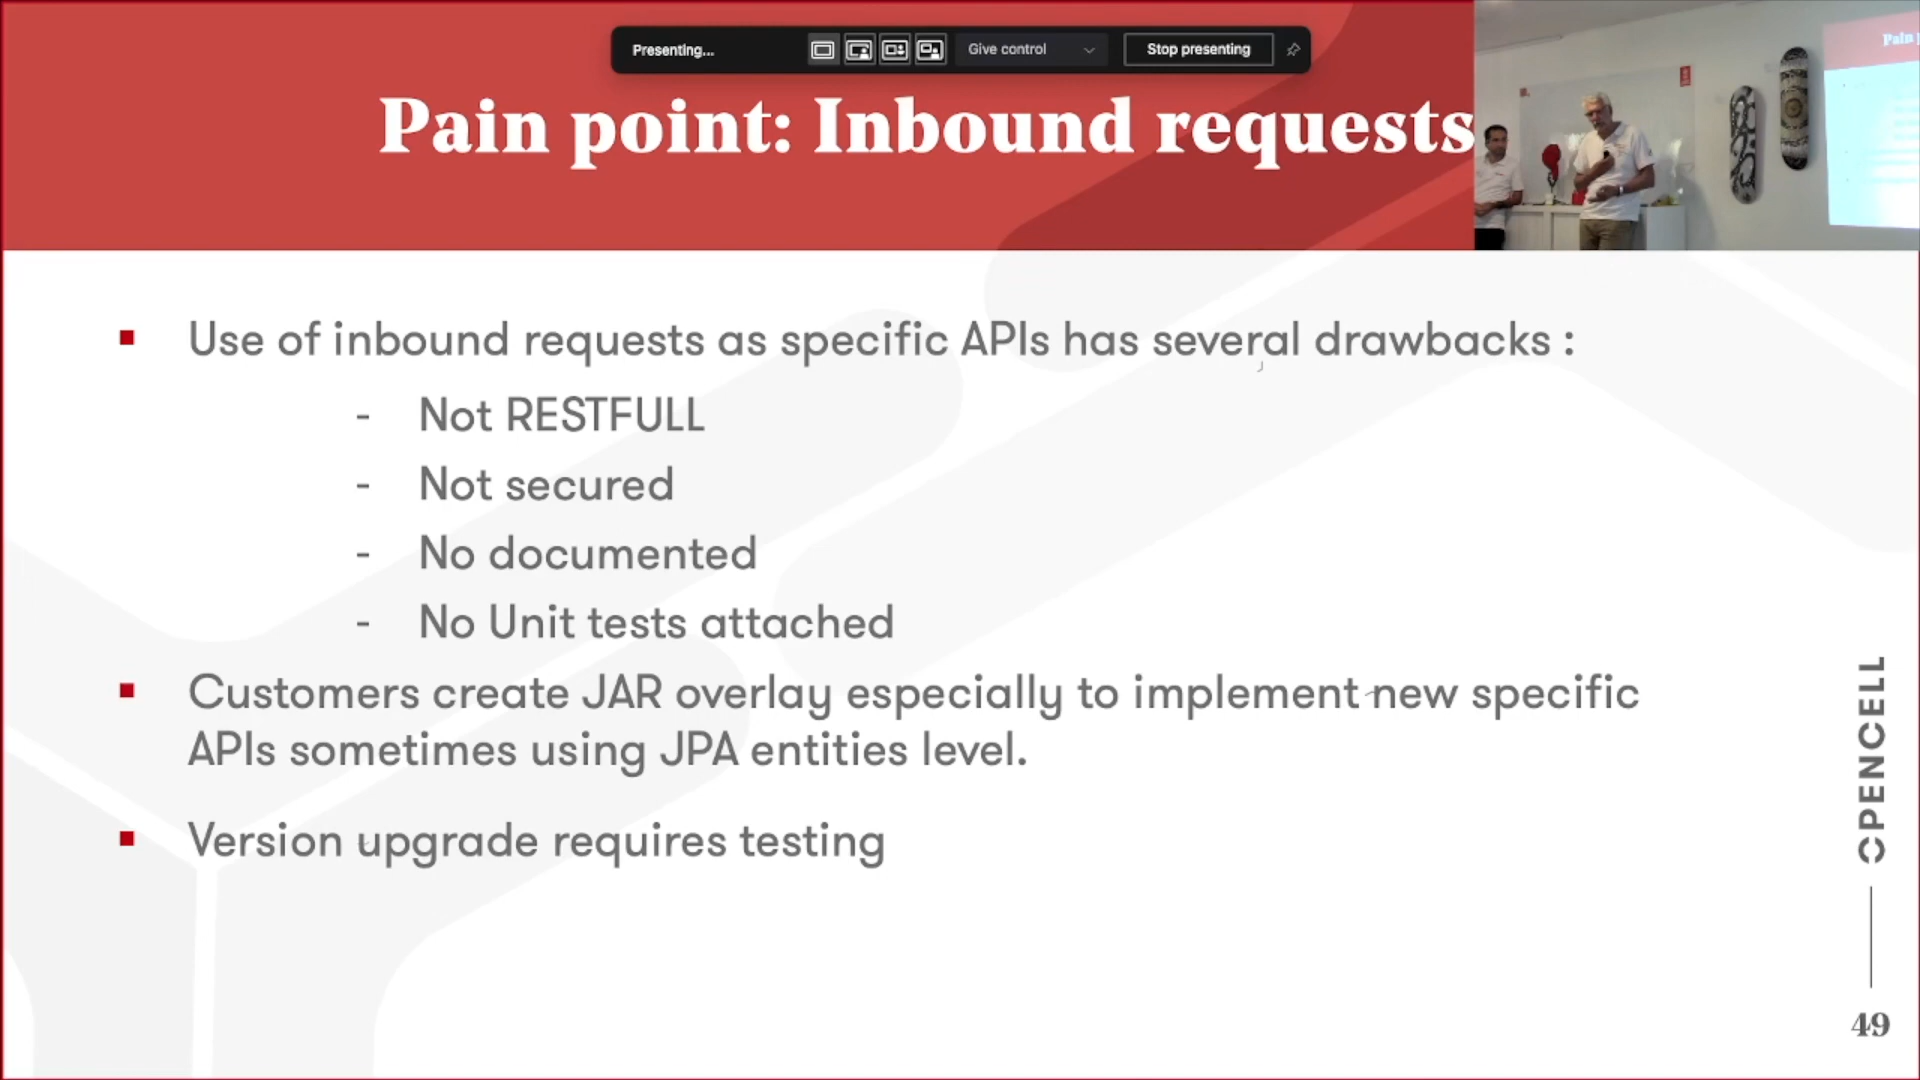 Presenting...
Give control
Stop presenting
Pain point: Inbound requests
Pain
Use of inbound requests as specific APIs has several drawbacks :
- Not RESTFULL
- Not secured
- No documented
- No Unit tests attached
Customers create JAR overlay especially to implement new specific
APIs sometimes using JPA entities level.
Version upgrade requires testing
OPENCELL
49